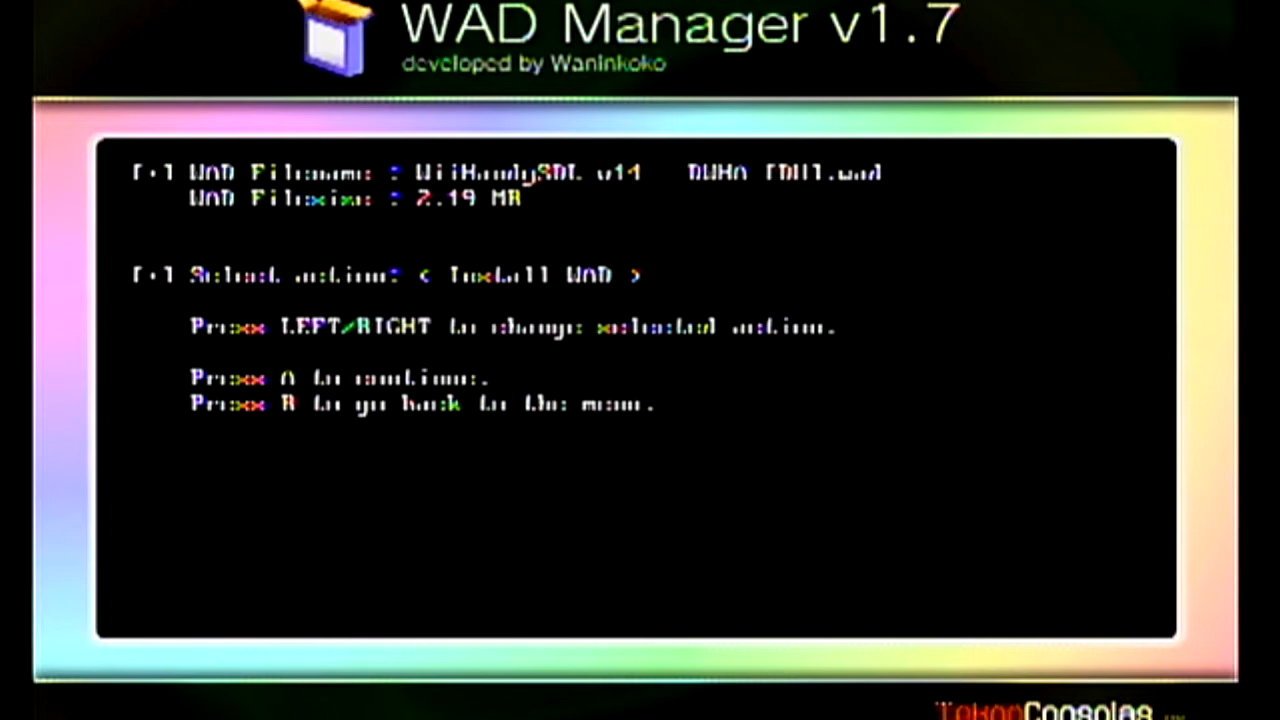 WAD Manager v1.7
developed by Waninkoko
[+] WAD Filename : WiiHandySDL v14 DWHA [DH].wad
WAD Filesize : 2.19 MB
[+] Select action: < Install WAD >
Press LEFT/RIGHT to change selected action.
Press A to continue.
Press B to go back to the menu.
TekonConsolas